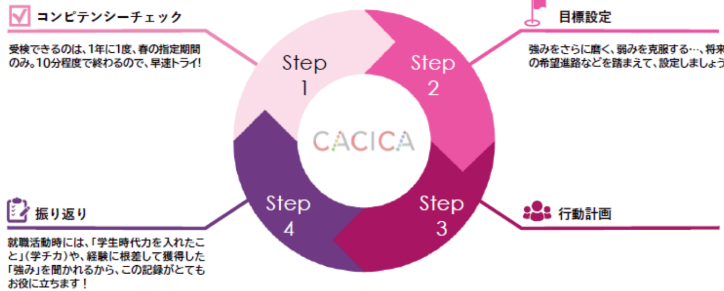 コンピテンシーチェック
受検できるのは、1年に1度、春の指定期間
のみ。10分程度で終わるので、早速トライ!
目標設定
強みをさらに磨く、弱みを克服する…、将来
の希望進路などを踏まえて、設定しましょう
Step
1
Step
2
CACICA
Step
4
Step
3
振り返り
就職活動時には、「学生時代力を入れたこ
と」(学チカ)や、経験に根差して獲得した
「強み」を聞かれるから、この記録がとても
お役に立ちます!
行動計画